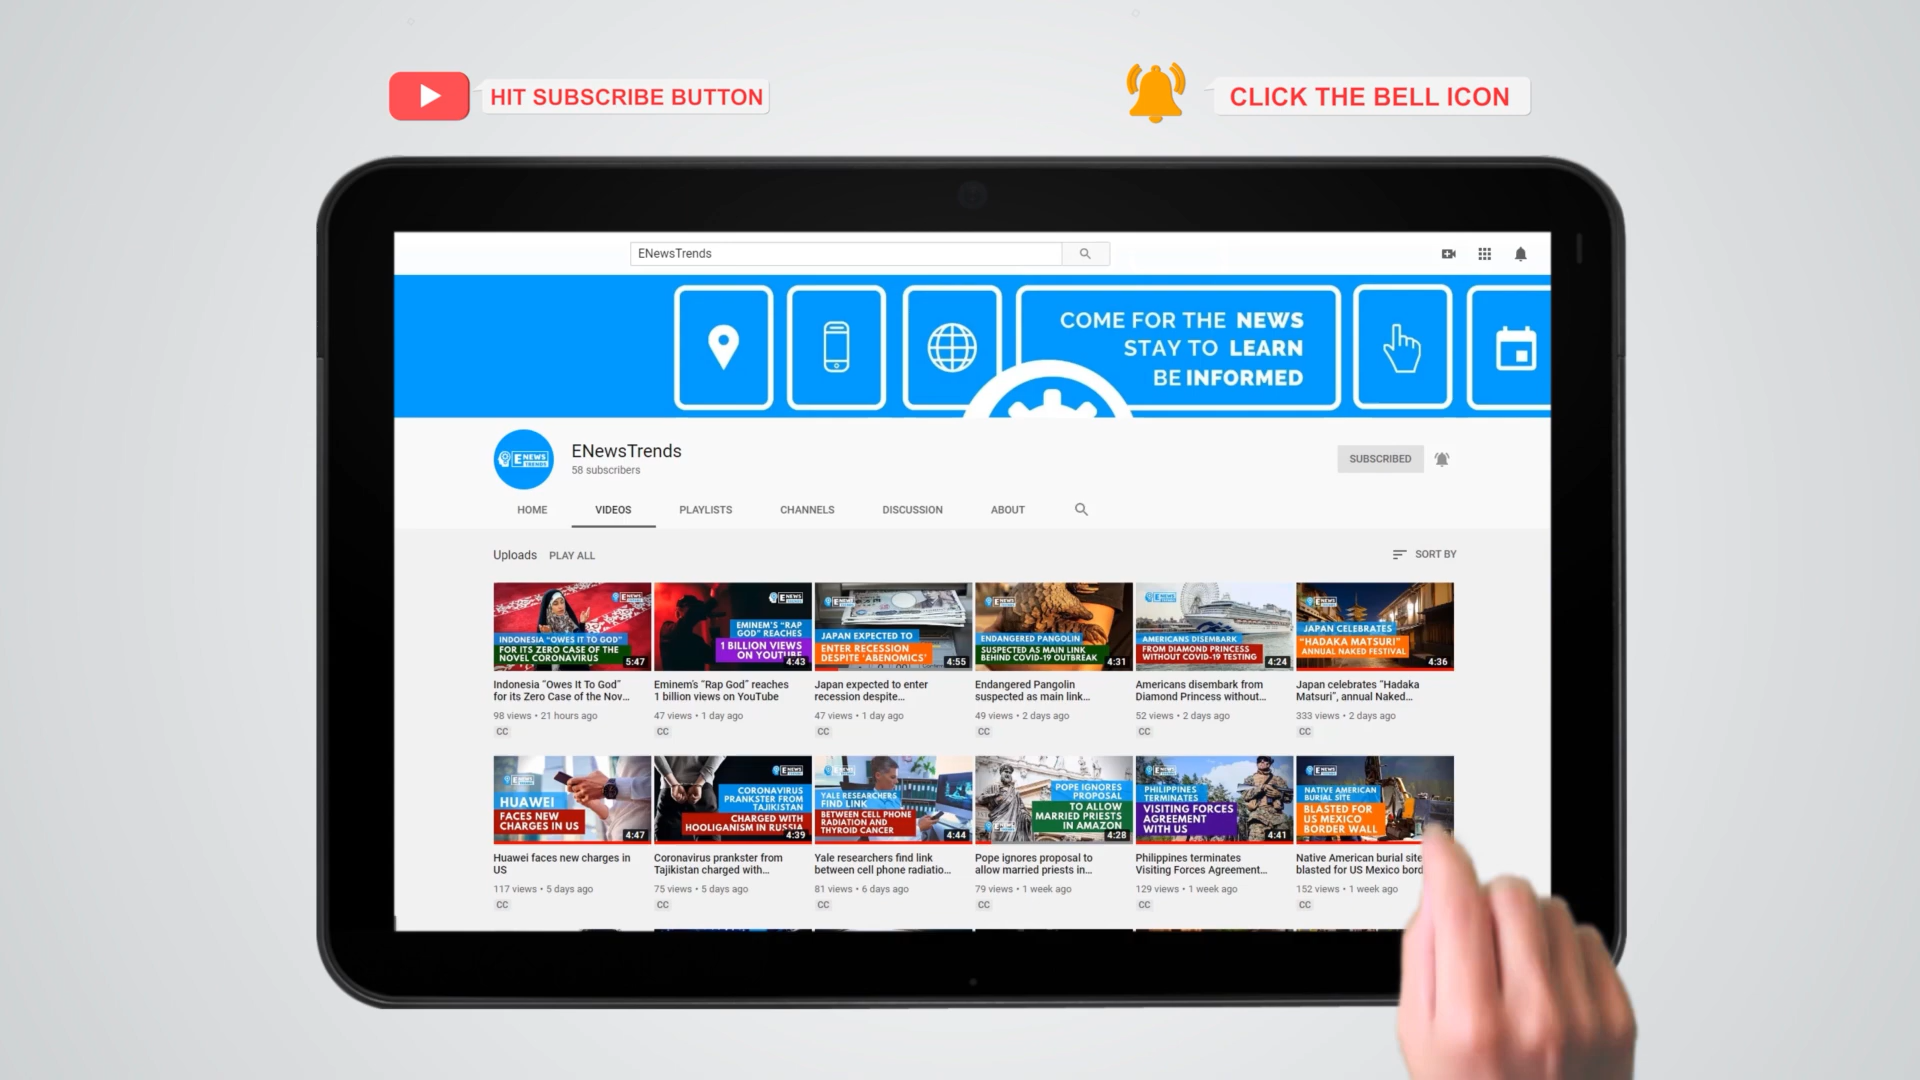 HIT SUBSCRIBE BUTTON
CLICK THE BELL ICON
ENewsTrends
COME FOR THE NEWS
STAY TO LEARN
BE INFORMED
E NEWS
TRENDS
ENewsTrends
58 subscribers
SUBSCRIBED
HOME VIDEOS PLAYLISTS CHANNELS DISCUSSION ABOUT
Uploads PLAY ALL
SORT BY
INDONESIA “OWES IT TO GOD”
FOR ITS ZERO CASE OF THE
NOVEL CORONAVIRUS
5:47
Indonesia “Owes It To God”
for its Zero Case of the Nov...
98 views • 21 hours ago
CC
EMINEM'S “RAP
GOD” REACHES
1 BILLION VIEWS
ON YOUTUBE
4:43
Eminem's “Rap God” reaches
1 billion views on YouTube
47 views • 1 day ago
CC
JAPAN EXPECTED TO
ENTER RECESSION
DESPITE ‘ABENOMICS’
4:55
Japan expected to enter
recession despite...
47 views • 1 day ago
CC
ENDANGERED PANGOLIN
SUSPECTED AS MAIN LINK
BEHIND COVID-19 OUTBREAK
4:31
Endangered Pangolin
suspected as main link...
49 views • 2 days ago
CC
AMERICANS DISEMBARK
FROM DIAMOND PRINCESS
WITHOUT COVID-19 TESTING
4:24
Americans disembark from
Diamond Princess without...
52 views • 2 days ago
CC
JAPAN CELEBRATES
“HADAKA MATSURI”
ANNUAL NAKED FESTIVAL
4:36
Japan celebrates “Hadaka
Matsuri”, annual Naked...
333 views • 2 days ago
CC
HUAWEI
FACES NEW
CHARGES IN US
4:47
Huawei faces new charges in
US
117 views • 5 days ago
CC
CORONAVIRUS
PRANKSTER FROM
TAJIKISTAN
CHARGED WITH
HOOLIGANISM IN RUSSIA
4:39
Coronavirus prankster from
Tajikistan charged with...
75 views • 5 days ago
CC
YALE RESEARCHERS
FIND LINK
BETWEEN CELL PHONE
RADIATION AND
THYROID CANCER
4:44
Yale researchers find link
between cell phone radiatio...
81 views • 6 days ago
CC
POPE IGNORES
PROPOSAL
TO ALLOW
MARRIED PRIESTS
IN AMAZON
4:28
Pope ignores proposal to
allow married priests in...
79 views • 1 week ago
CC
PHILIPPINES
TERMINATES
VISITING FORCES
AGREEMENT
WITH US
4:41
Philippines terminates
Visiting Forces Agreement...
129 views • 1 week ago
CC
NATIVE AMERICAN
BURIAL SITE
BLASTED FOR
US MEXICO
BORDER WALL
Native American burial site
blasted for US Mexico bord
152 views • 1 week ago
CC